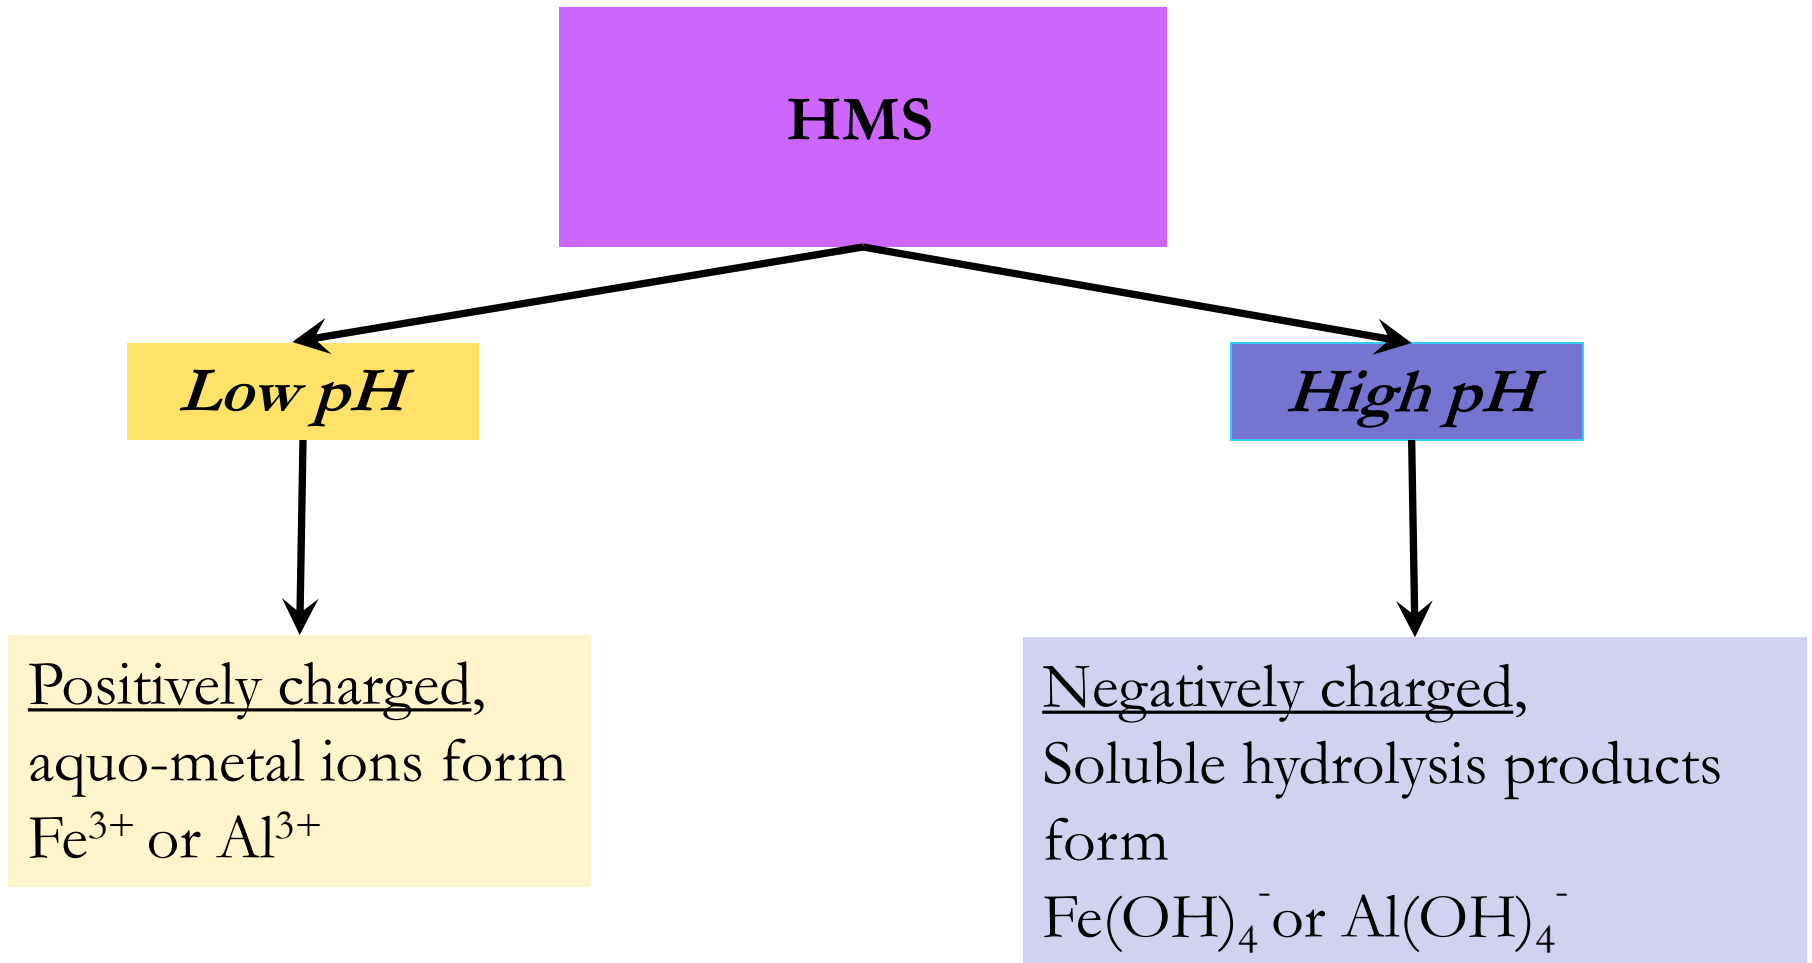 HMS
Low pH
High pH
Positively charged,
aquo-metal ions form
Fe³⁺ or Al³⁺
Negatively charged,
Soluble hydrolysis products
form
Fe(OH)₄⁻or Al(OH)₄⁻